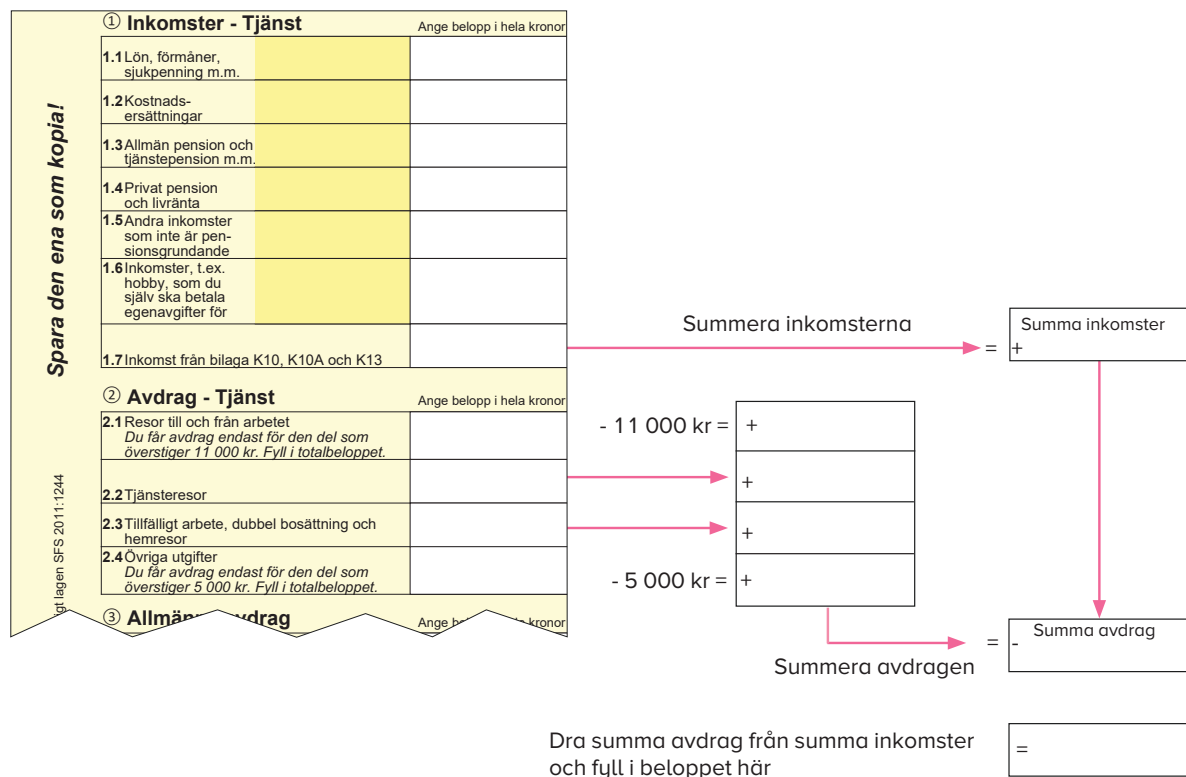 ① Inkomster - Tjänst Ange belopp i hela kronor
1.1 Lön, förmåner,
sjukpenning m.m.
1.2 Kostnads-
ersättningar
1.3 Allmän pension och
tjänstepension m.m.
1.4 Privat pension
och livränta
1.5 Andra inkomster
som inte är pen-
sionsgrundande
1.6 Inkomster, t.ex.
hobby, som du
själv ska betala
egenavgifter för
1.7 Inkomst från bilaga K10, K10A och K13
Spara den ena som kopia!
Summera inkomsterna
=
Summa inkomster
+
② Avdrag - Tjänst Ange belopp i hela kronor
2.1 Resor till och från arbetet
Du får avdrag endast för den del som
överstiger 11 000 kr. Fyll i totalbeloppet.
2.2 Tjänsteresor
2.3 Tillfälligt arbete, dubbel bosättning och
hemresor
2.4 Övriga utgifter
Du får avdrag endast för den del som
överstiger 5 000 kr. Fyll i totalbeloppet.
- 11 000 kr = +
+
+
- 5 000 kr = +
lagen SFS 2011:1244
③ Ange kronor
Summera avdragen
=
Summa avdrag
-
Dra summa avdrag från summa inkomster
och fyll i beloppet här
=